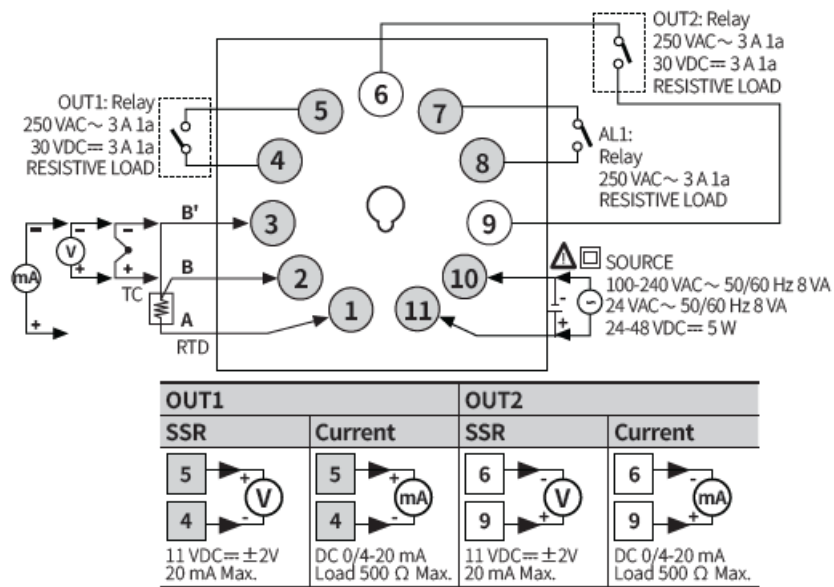 OUT2: Relay
250 VAC~ 3 A 1a
30 VDC⎓ 3 A 1a
RESISTIVE LOAD
OUT1: Relay
250 VAC~ 3 A 1a
30 VDC⎓ 3 A 1a
RESISTIVE LOAD
5
6
7
4
8
AL1:
Relay
250 VAC~ 3 A 1a
RESISTIVE LOAD
B'
3
9
- - - -
mA
V
+ +
TC
B
2
10
A
1
11
+
RTD
! SOURCE
- 100-240 VAC~ 50/60 Hz 8 VA
~ 24 VAC~ 50/60 Hz 8 VA
+ 24-48 VDC⎓ 5 W
OUT1 OUT2
SSR Current SSR Current
5 + 5 + 6 - 6 -
V mA V mA
4 - 4 - 9 + 9 +
11 VDC⎓ ±2V DC 0/4-20 mA 11 VDC⎓ ±2V DC 0/4-20 mA
20 mA Max. Load 500 Ω Max. 20 mA Max. Load 500 Ω Max.